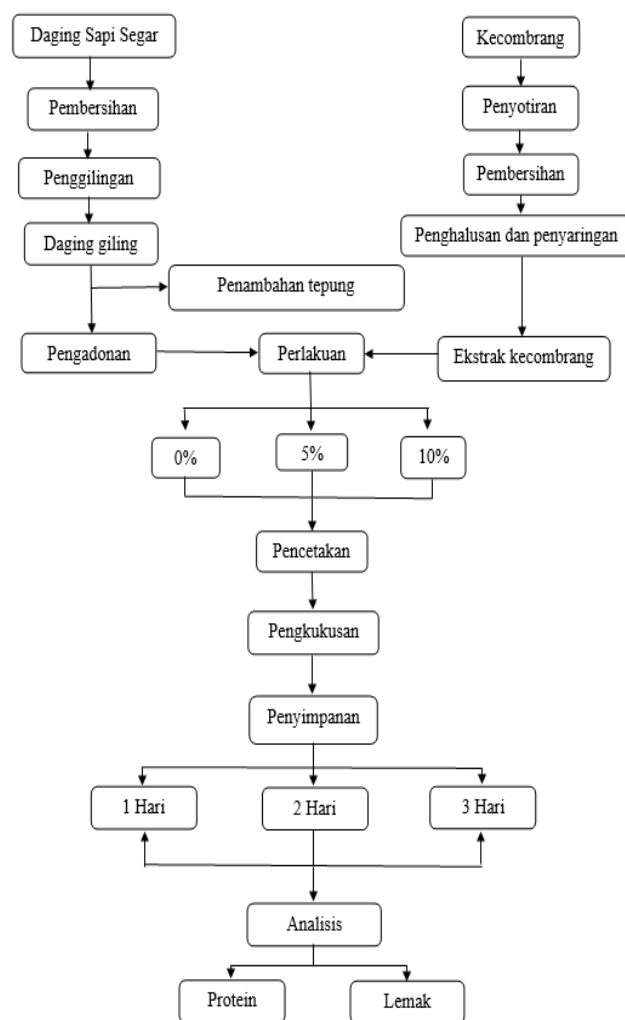 Daging Sapi Segar
Kecombrang
Pembersihan
Penyotiran
Penggilingan
Pembersihan
Daging giling
Penghalusan dan penyaringan
Penambahan tepung
Pengadonan
Perlakuan
Ekstrak kecombrang
0%
5%
10%
Pencetakan
Pengkukusan
Penyimpanan
1 Hari
2 Hari
3 Hari
Analisis
Protein
Lemak